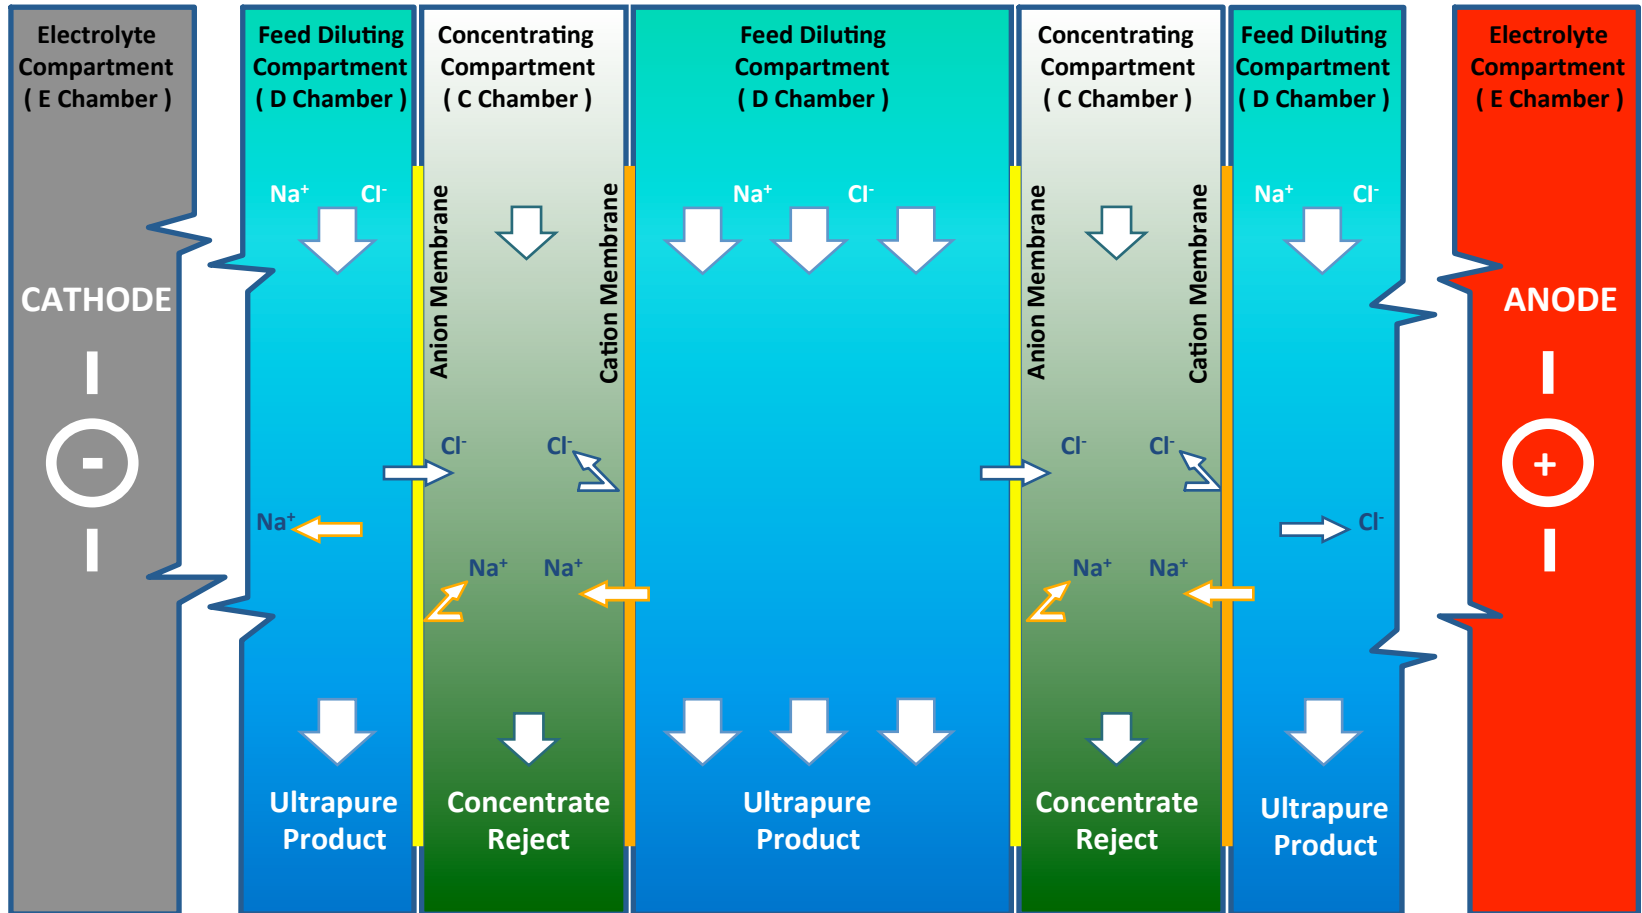 Electrolyte
Compartment
( E Chamber )
Feed Diluting
Compartment
( D Chamber )
Concentrating
Compartment
( C Chamber )
Feed Diluting
Compartment
( D Chamber )
Concentrating
Compartment
( C Chamber )
Feed Diluting
Compartment
( D Chamber )
Electrolyte
Compartment
( E Chamber )
Na⁺ Cl⁻
Na⁺ Cl⁻
Na⁺ Cl⁻
Anion Membrane
Cation Membrane
Anion Membrane
Cation Membrane
CATHODE
ANODE
-
+
Cl⁻ Cl⁻
Cl⁻ Cl⁻
Na⁺
Cl⁻
Na⁺ Na⁺
Na⁺ Na⁺
Ultrapure
Product
Concentrate
Reject
Ultrapure
Product
Concentrate
Reject
Ultrapure
Product